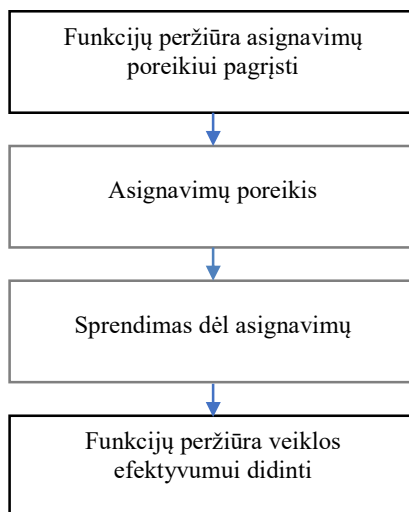 Funkcijų peržiūra asignavimų
poreikiui pagrįsti
Asignavimų poreikis
Sprendimas dėl asignavimų
Funkcijų peržiūra veiklos
efektyvumui didinti